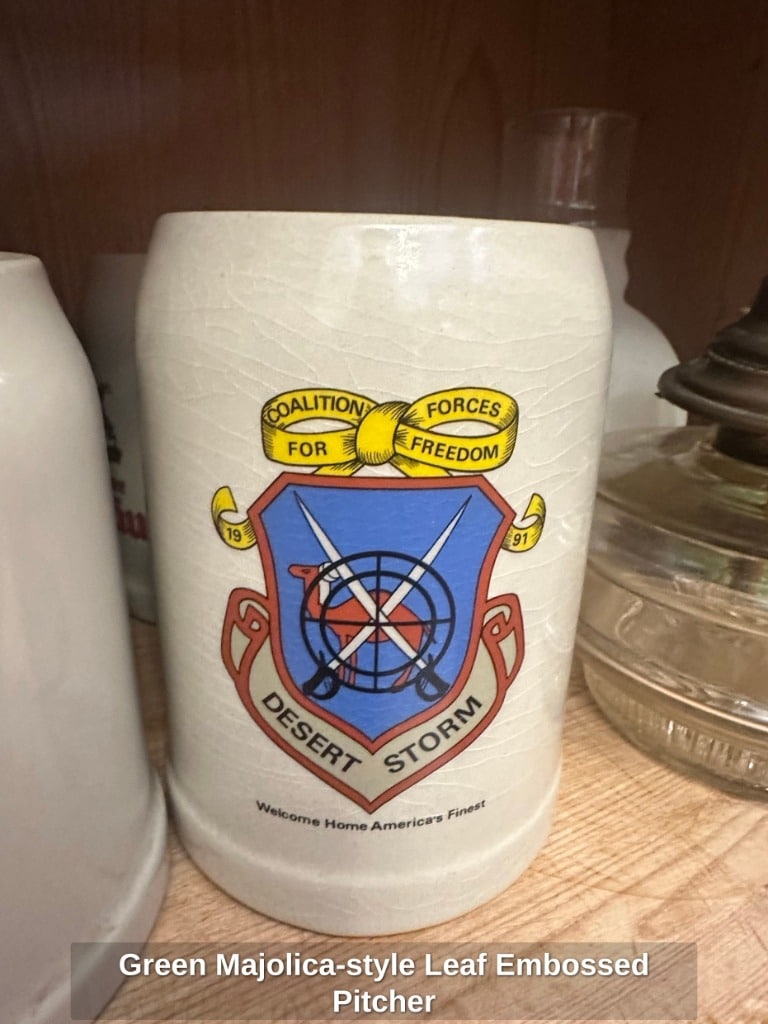 COALITION FORCES
FOR FREEDOM
19 91
DESERT STORM
Welcome Home America's Finest
Green Majolica-style Leaf Embossed
Pitcher